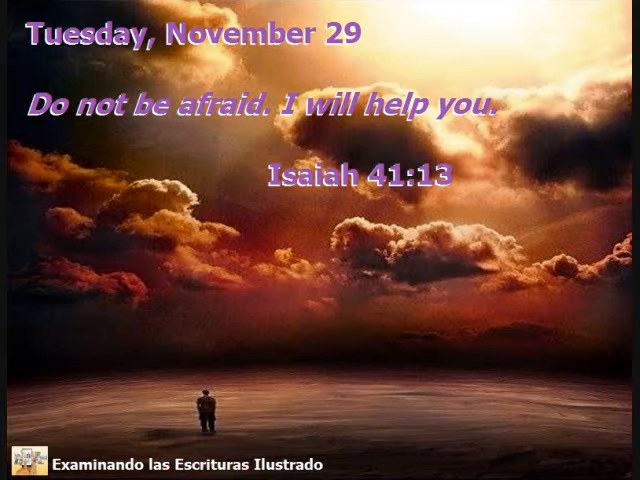 Tuesday, November 29
Do not be afraid. I will help you.
Isaiah 41:13
Examinando las Escrituras Ilustrado